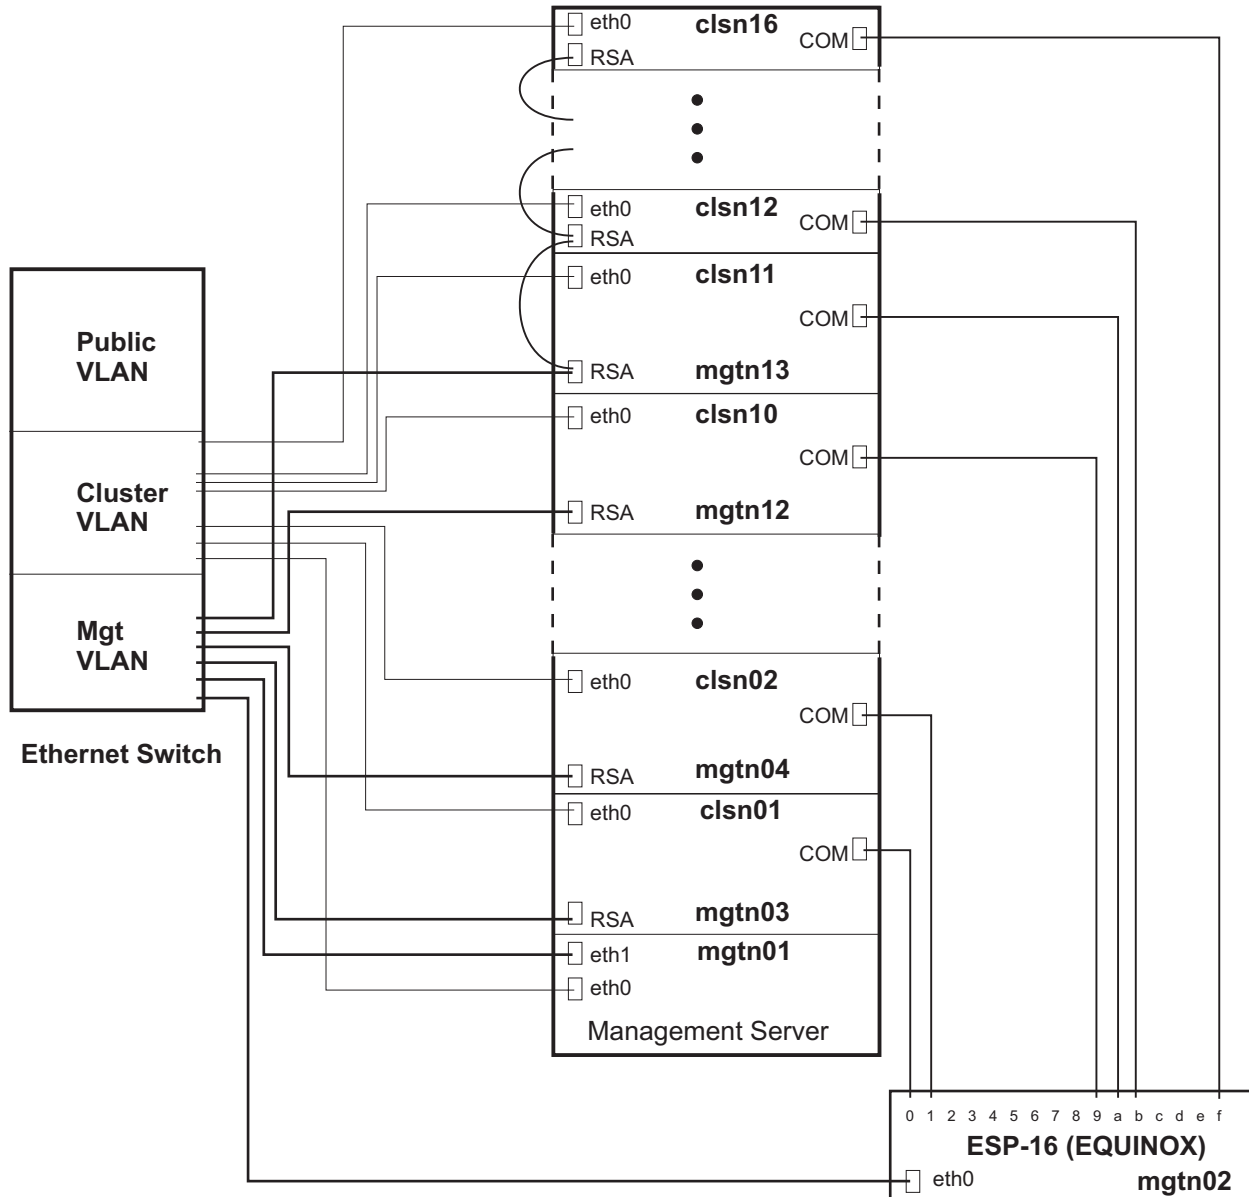 eth0 clsn16
COM
RSA
eth0 clsn12
COM
RSA
eth0 clsn11
COM
RSA mgtn13
eth0 clsn10
COM
RSA mgtn12
Public
VLAN
Cluster
VLAN
Mgt
VLAN
Ethernet Switch
eth0 clsn02
COM
RSA mgtn04
eth0 clsn01
COM
RSA mgtn03
eth1 mgtn01
eth0
Management Server
0 1 2 3 4 5 6 7 8 9 a b c d e f
ESP-16 (EQUINOX)
eth0 mgtn02